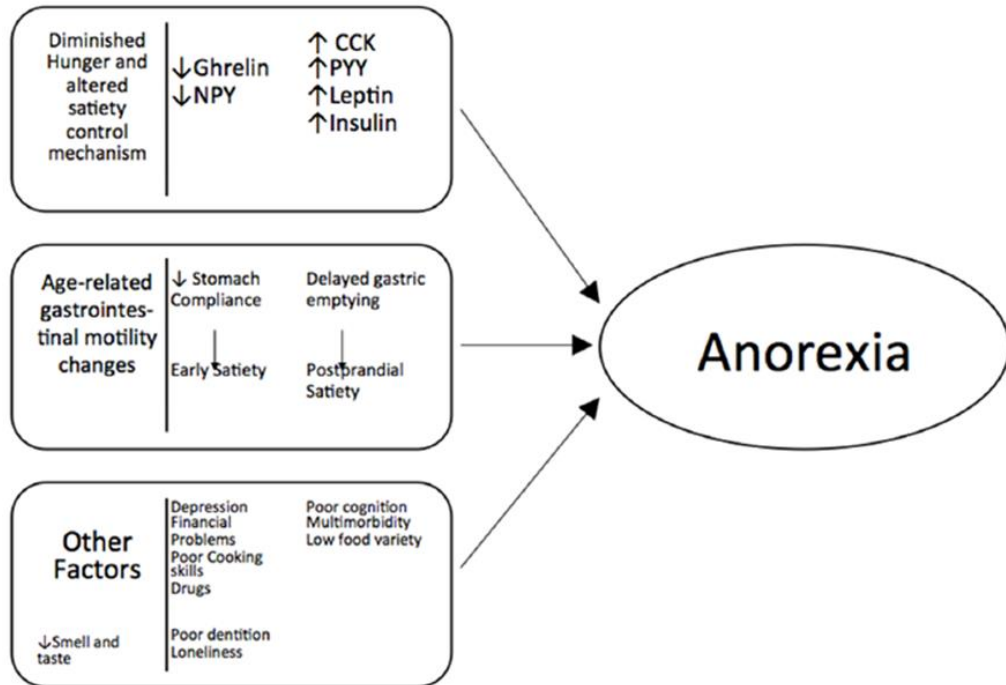 Diminished
Hunger and
altered
satiety
control
mechanism
↓Ghrelin
↓NPY
↑ CCK
↑PYY
↑Leptin
↑Insulin
Age-related
gastrointes-
tinal motility
changes
↓ Stomach
Compliance
Early Satiety
Delayed gastric
emptying
Postprandial
Satiety
Other
Factors
↓Smell and
taste
Depression
Financial
Problems
Poor Cooking
skills
Drugs
Poor dentition
Loneliness
Poor cognition
Multimorbidity
Low food variety
Anorexia